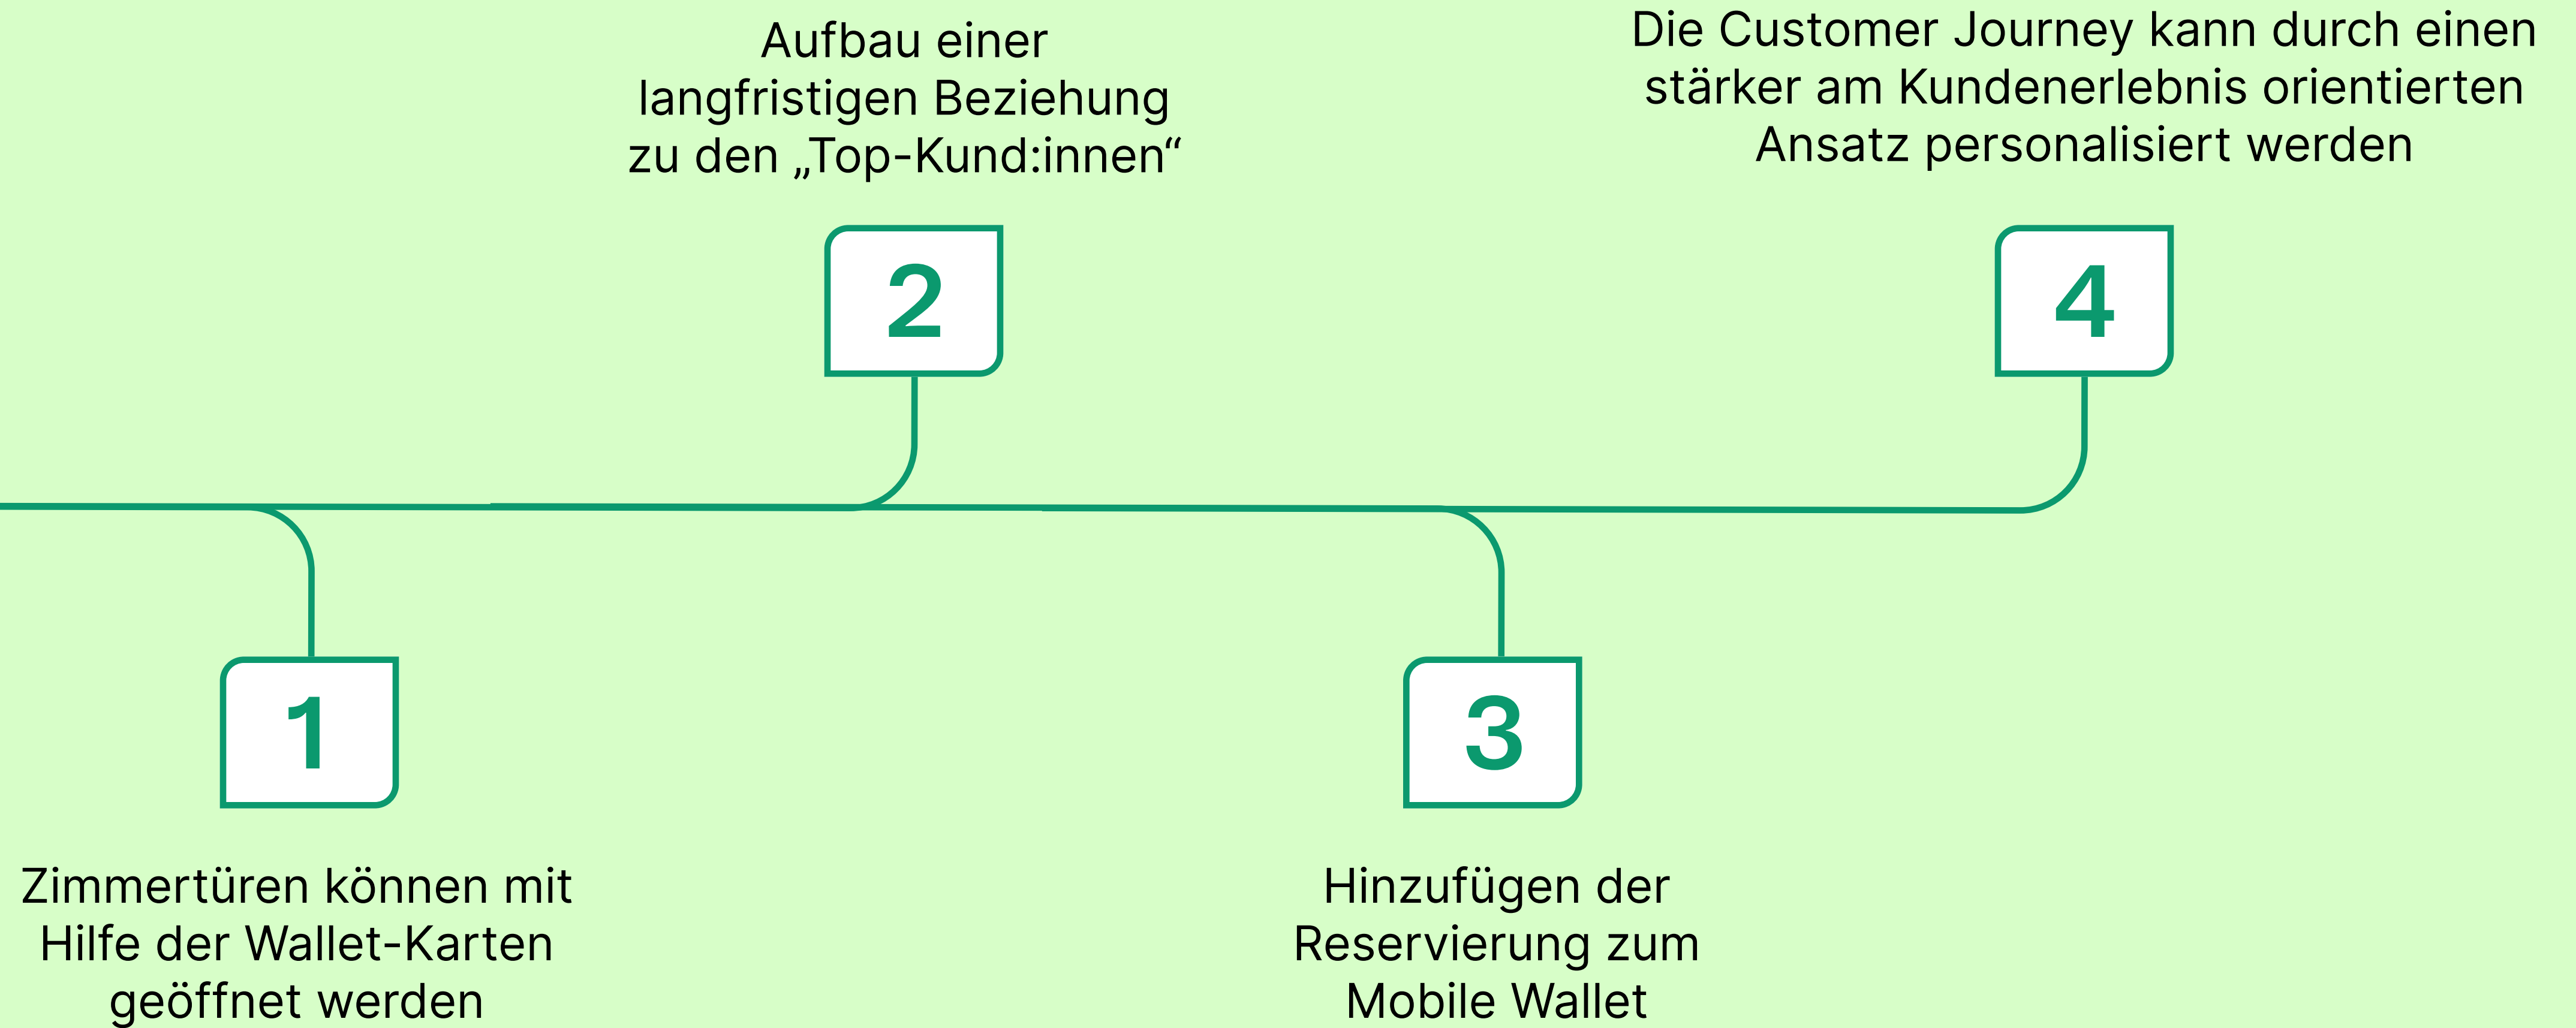 Aufbau einer
langfristigen Beziehung
zu den „Top-Kund:innen“
Die Customer Journey kann durch einen
stärker am Kundenerlebnis orientierten
Ansatz personalisiert werden
2
4
1
3
Zimmertüren können mit
Hilfe der Wallet-Karten
geöffnet werden
Hinzufügen der
Reservierung zum
Mobile Wallet